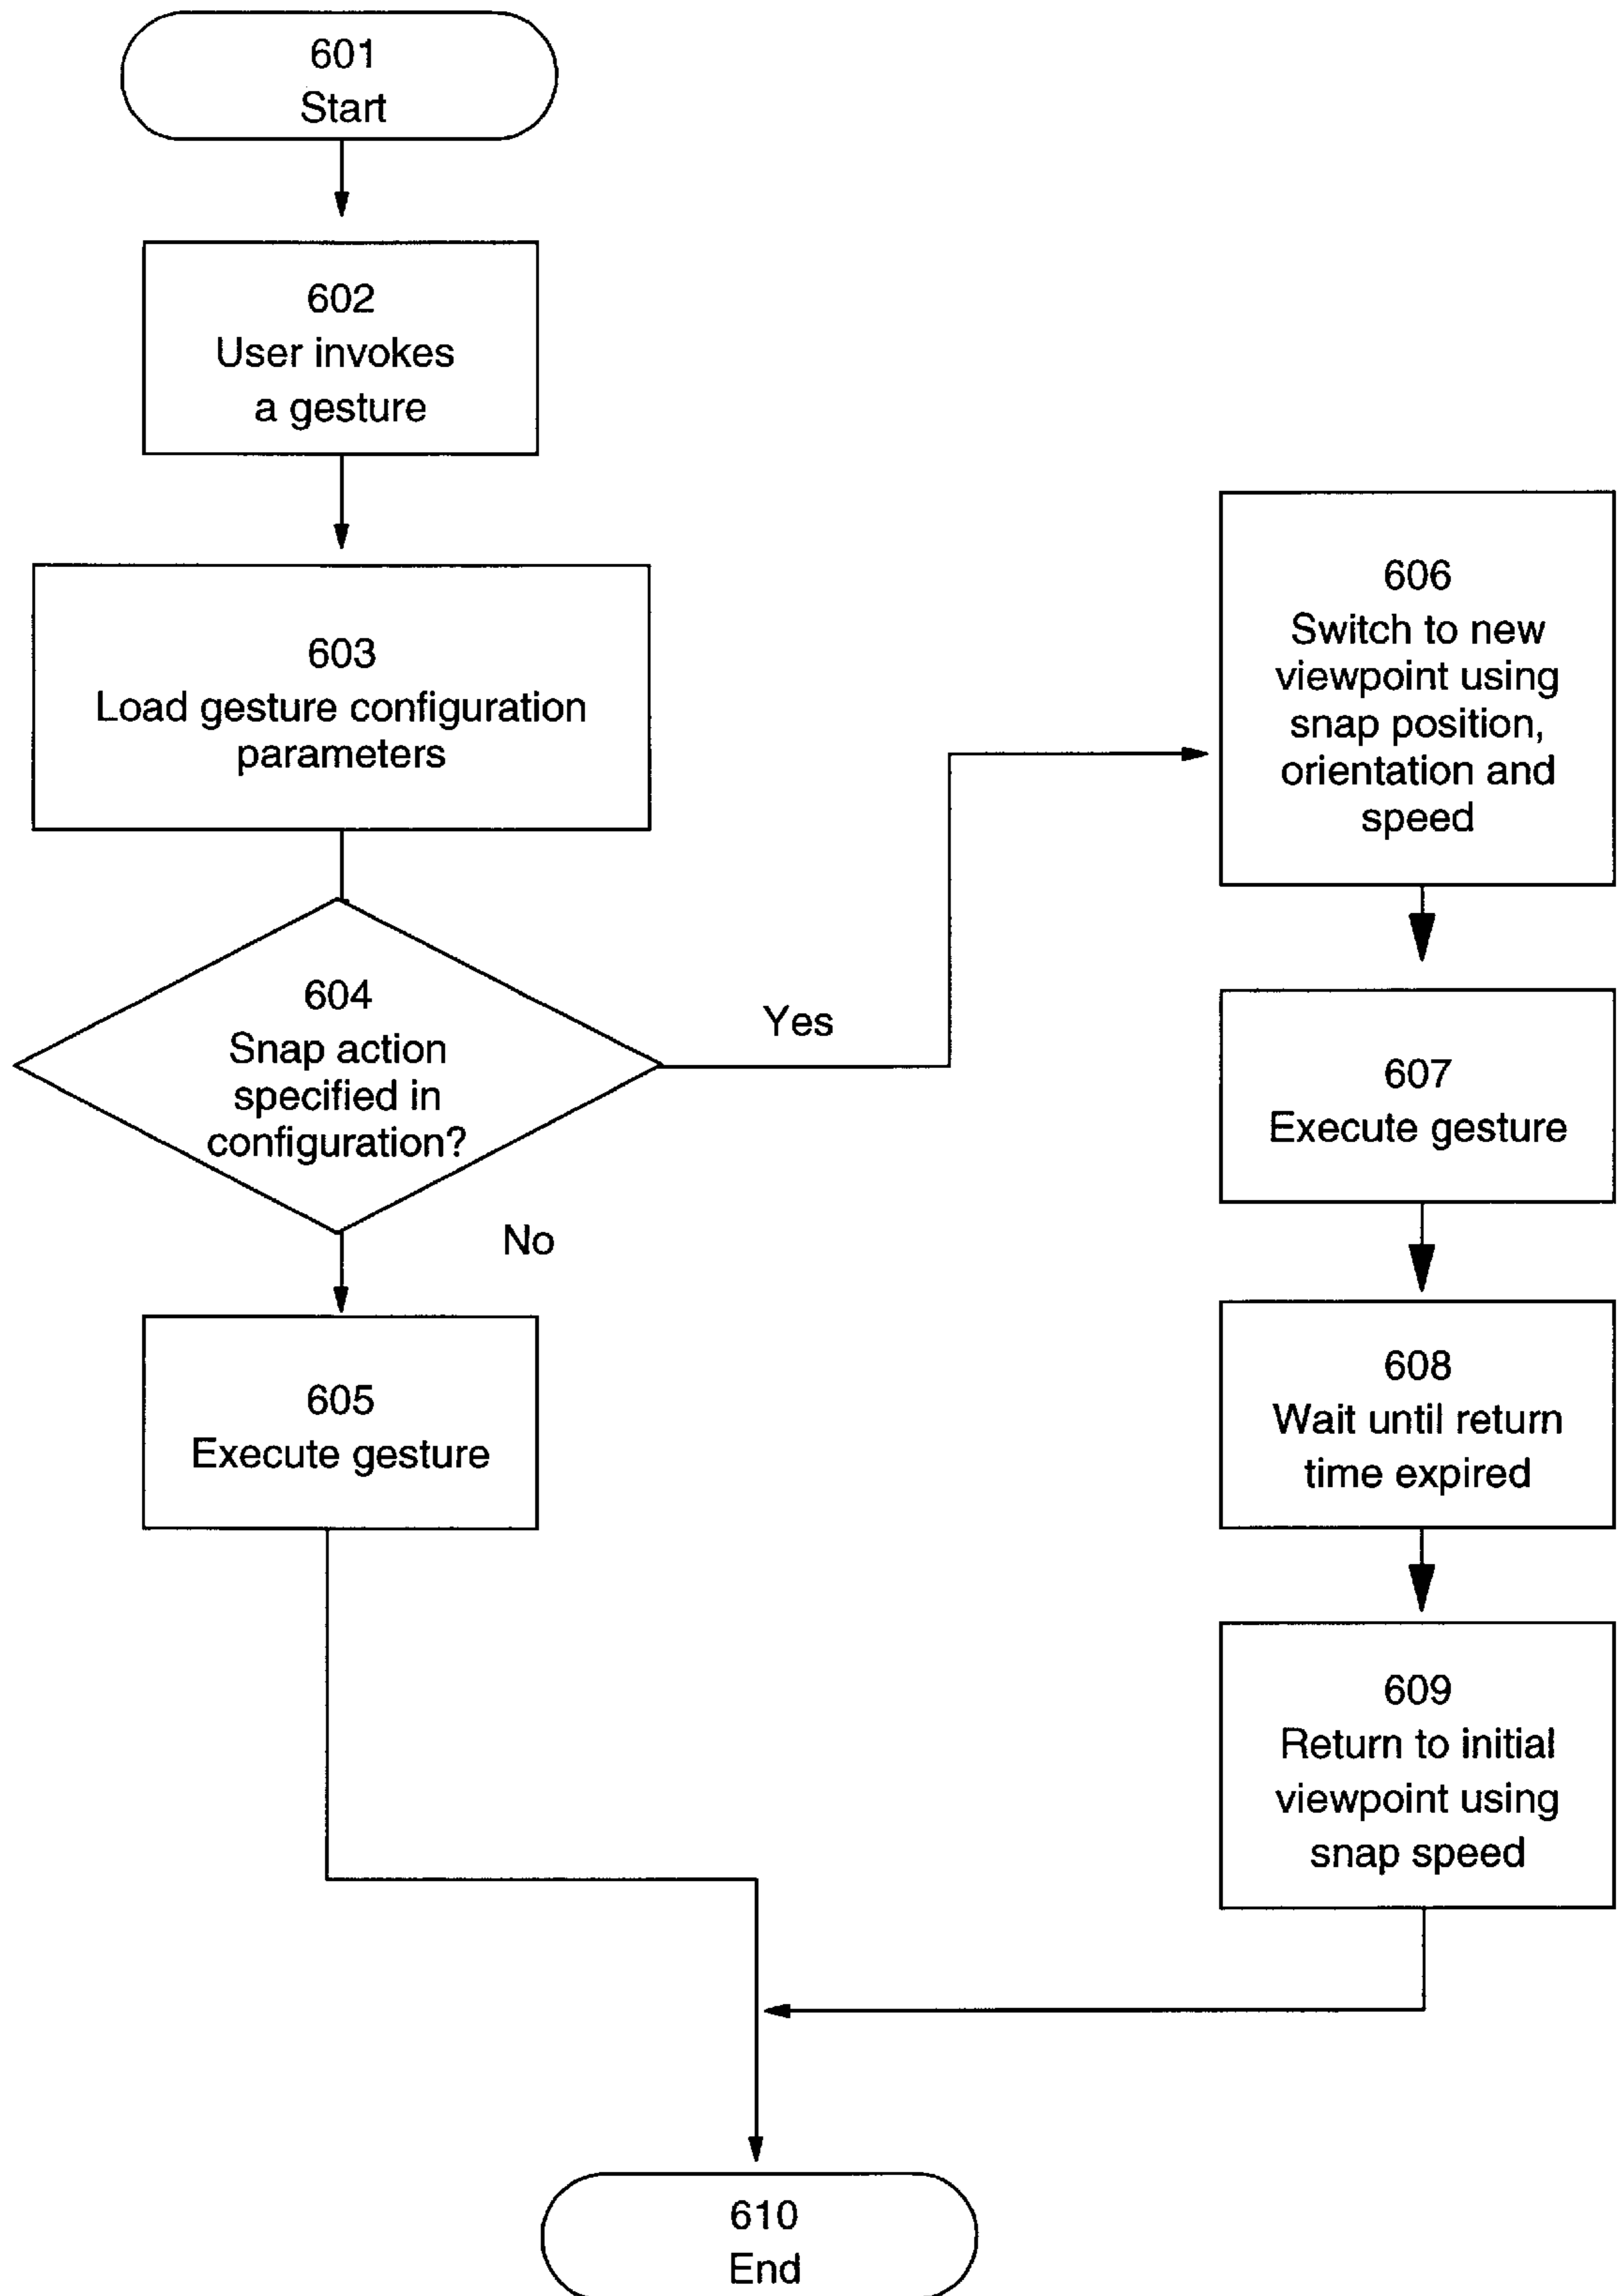 601
Start
602
User invokes
a gesture
603
Load gesture configuration
parameters
604
Snap action
specified in
configuration?
Yes
No
605
Execute gesture
606
Switch to new
viewpoint using
snap position,
orientation and
speed
607
Execute gesture
608
Wait until return
time expired
609
Return to initial
viewpoint using
snap speed
610
End